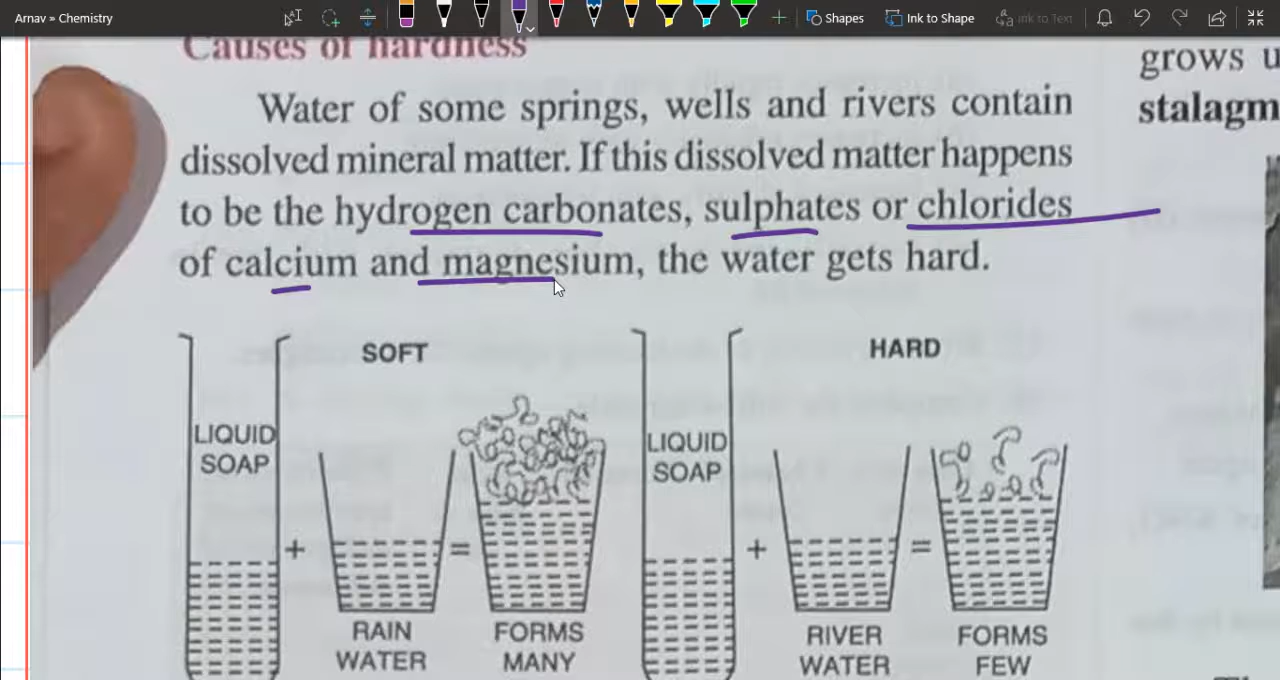 Arnav » Chemistry
Shapes
Ink to Shape
Ink to Text
Causes of hardness
Water of some springs, wells and rivers contain
dissolved mineral matter. If this dissolved matter happens
to be the hydrogen carbonates, sulphates or chlorides
of calcium and magnesium, the water gets hard.
grows u
stalagm
SOFT
HARD
LIQUID
SOAP
+
=
RAIN
WATER
FORMS
MANY
LIQUID
SOAP
+
=
RIVER
WATER
FORMS
FEW